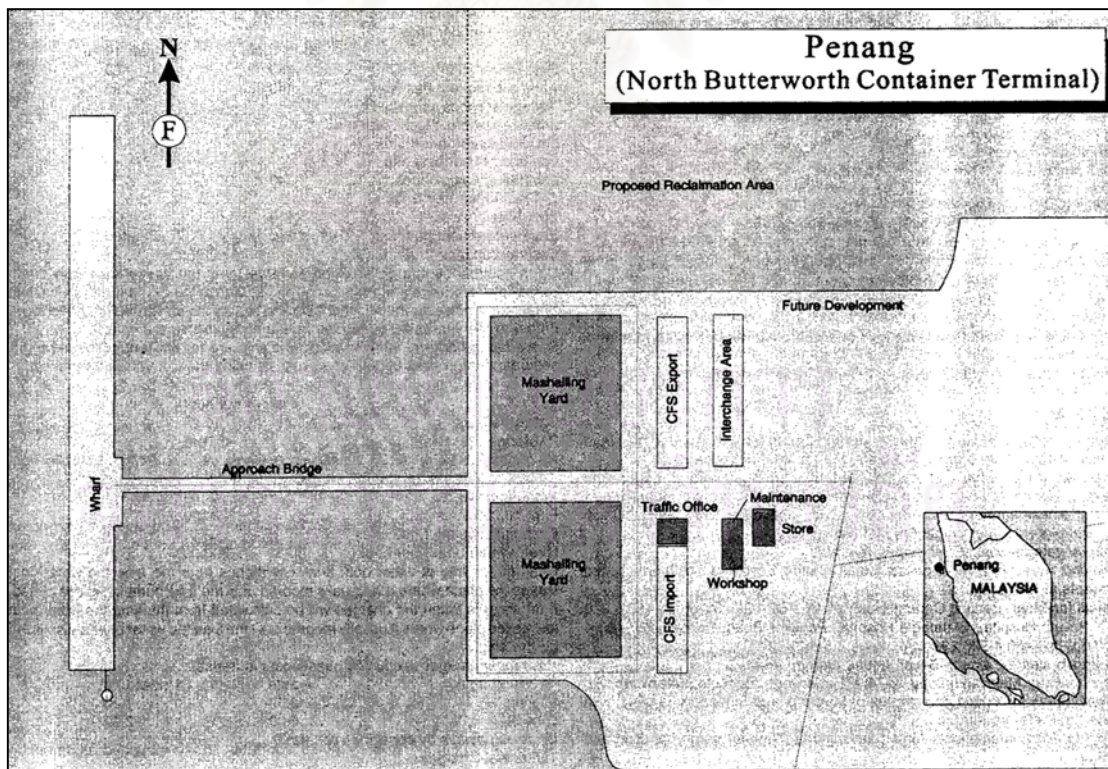 Penang
(North Butterworth Container Terminal)
N
F
Proposed Reclaimation Area
Future Development
Mashalling
Yard
CFS Export
Interchange Area
Approach Bridge
Wharf
Traffic Office
Maintenance
Store
Mashalling
Yard
Workshop
CFS Import
Penang
MALAYSIA